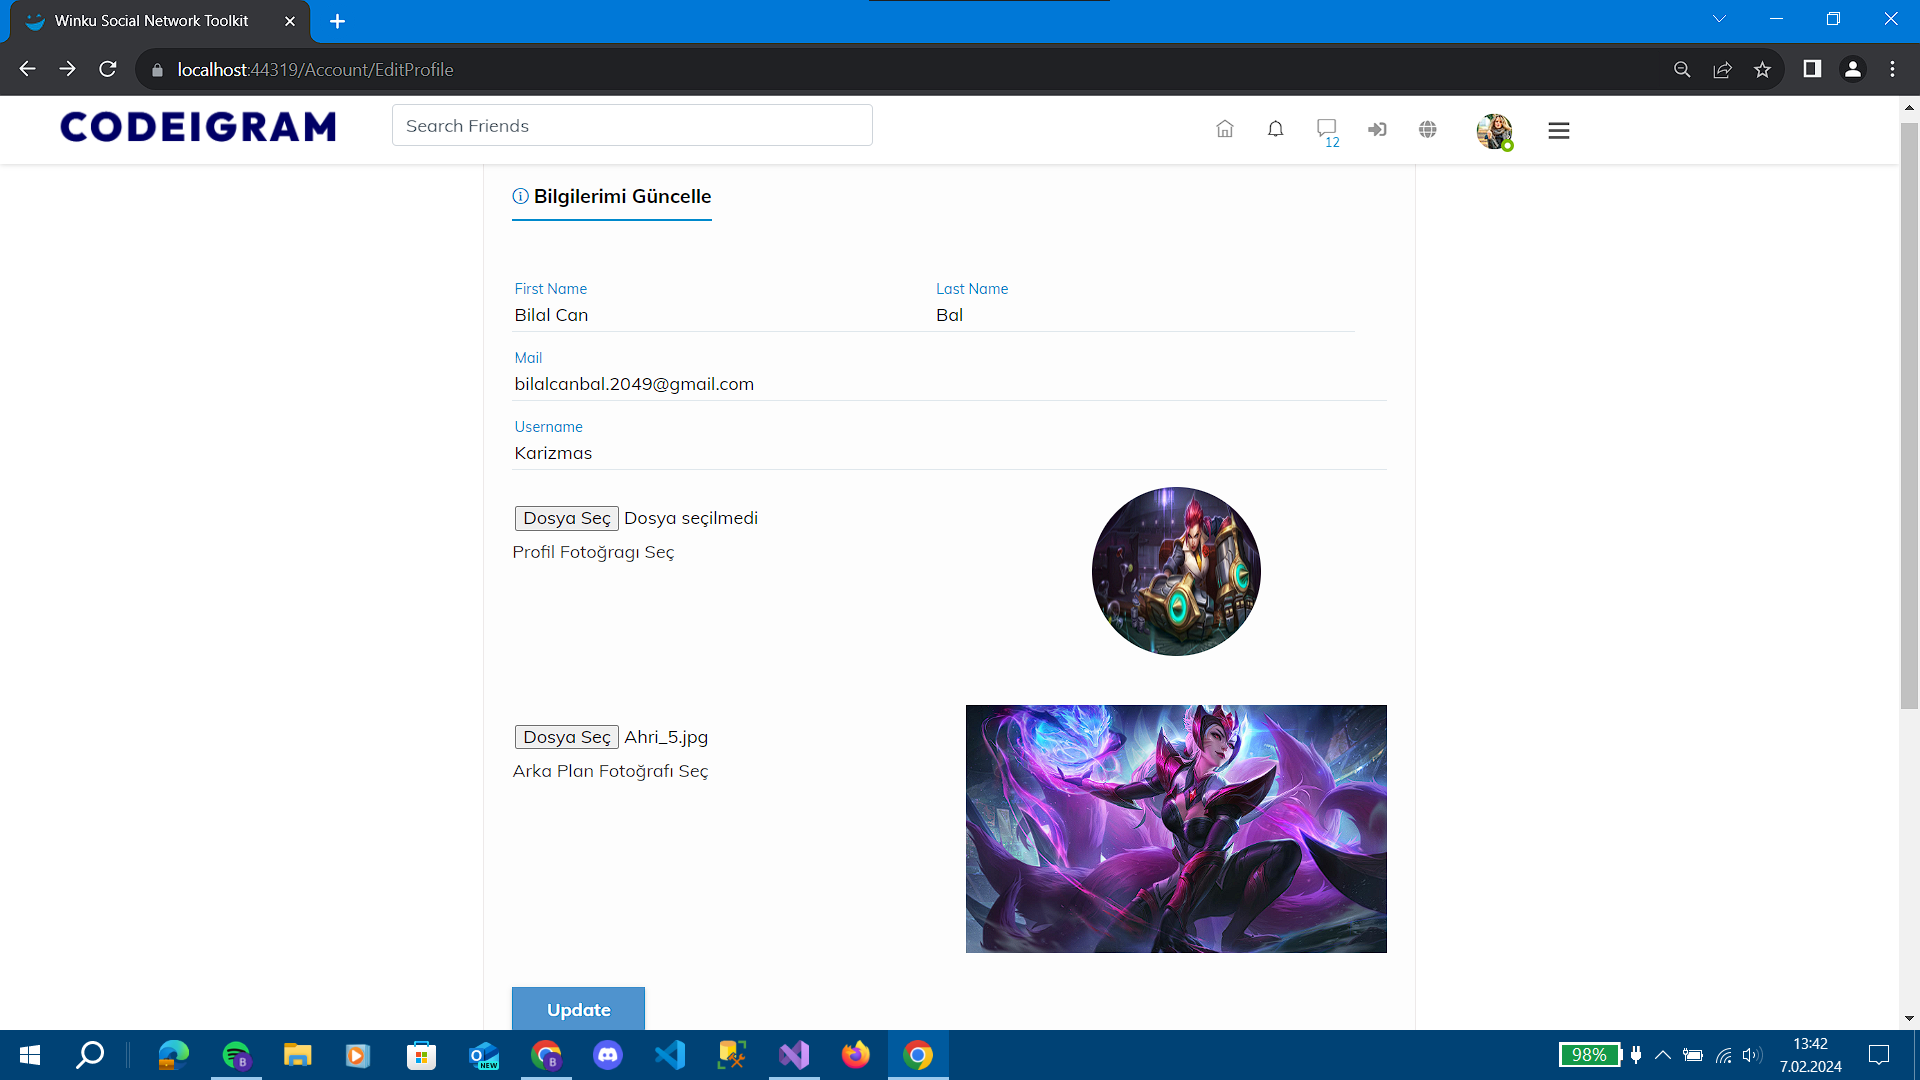 Winku Social Network Toolkit
localhost:44319/Account/EditProfile
CODEIGRAM
Search Friends
12
Bilgilerimi Güncelle
First Name
Last Name
Bilal Can
Bal
Mail
bilalcanbal.2049@gmail.com
Username
Karizmas
Dosya Seç Dosya seçilmedi
Profil Fotoğragı Seç
Dosya Seç Ahri_5.jpg
Arka Plan Fotoğrafı Seç
Update
B
NEW
B
98%
13:42
7.02.2024